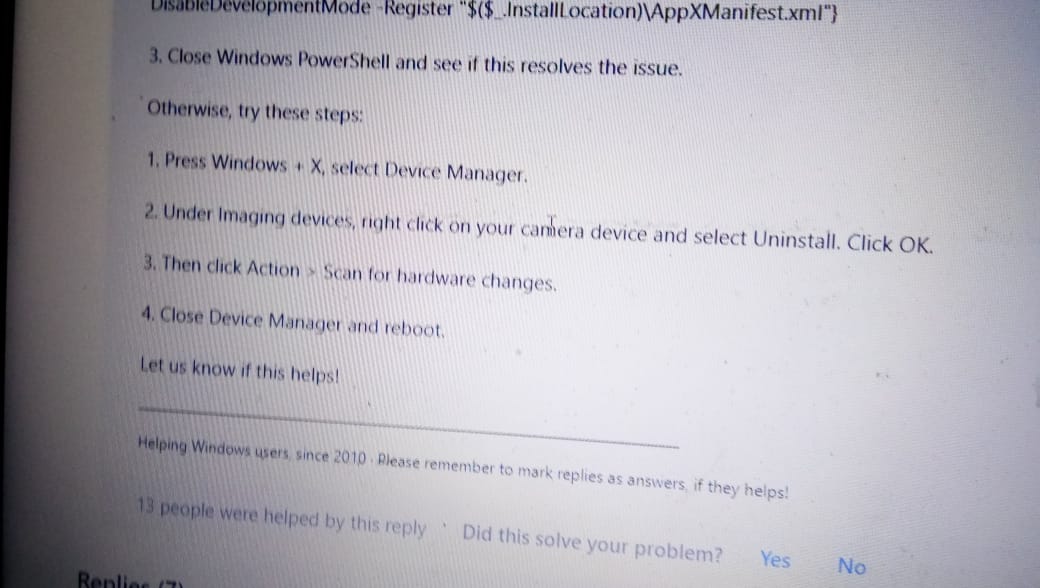 DisableDevelopmentMode -Register "$($_.InstallLocation)\AppXManifest.xml"}
3. Close Windows PowerShell and see if this resolves the issue.
Otherwise, try these steps:
1. Press Windows + X, select Device Manager.
2. Under Imaging devices, right click on your camera device and select Uninstall. Click OK.
3. Then click Action > Scan for hardware changes.
4. Close Device Manager and reboot.
Let us know if this helps!
Helping Windows users, since 2010 - Please remember to mark replies as answers, if they helps!
13 people were helped by this reply · Did this solve your problem? Yes No
Replies (7)